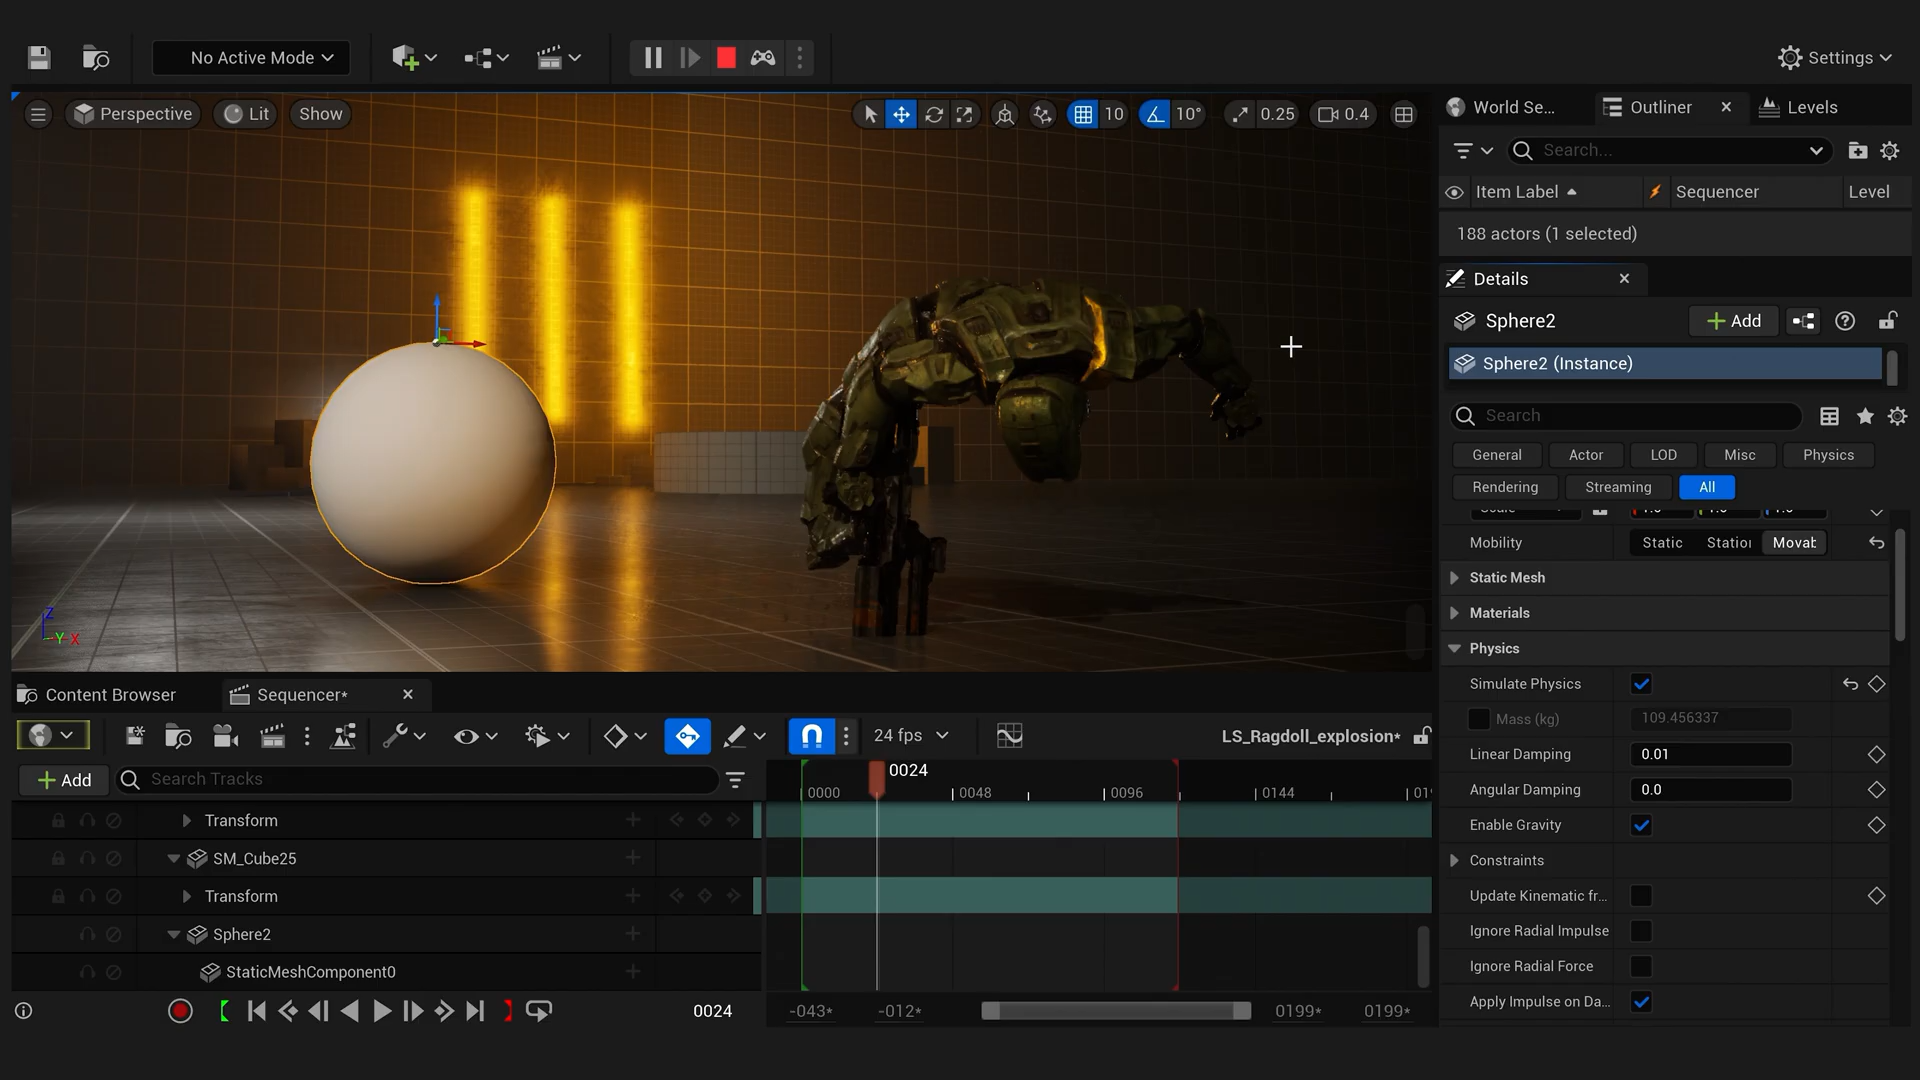 No Active Mode
Settings
Perspective
Lit
Show
10
10°
0.25
0.4
World Se...
Outliner
Levels
Search...
Item Label
Sequencer
Level
188 actors (1 selected)
Details
Sphere2
Add
Sphere2 (Instance)
Search
General
Actor
LOD
Misc
Physics
Rendering
Streaming
All
Mobility
Static
Station
Movab
Static Mesh
Materials
Physics
Simulate Physics
Mass (kg)
109.456337
Linear Damping
0.01
Angular Damping
0.0
Enable Gravity
Constraints
Update Kinematic fr...
Ignore Radial Impulse
Ignore Radial Force
Apply Impulse on Da...
Z
Y X
Content Browser
Sequencer*
24 fps
LS_Ragdoll_explosion*
Add
Search Tracks
0024
0000
0048
0096
0144
019
Transform
SM_Cube25
Transform
Sphere2
StaticMeshComponent0
0024
-043*
-012*
0199*
0199*